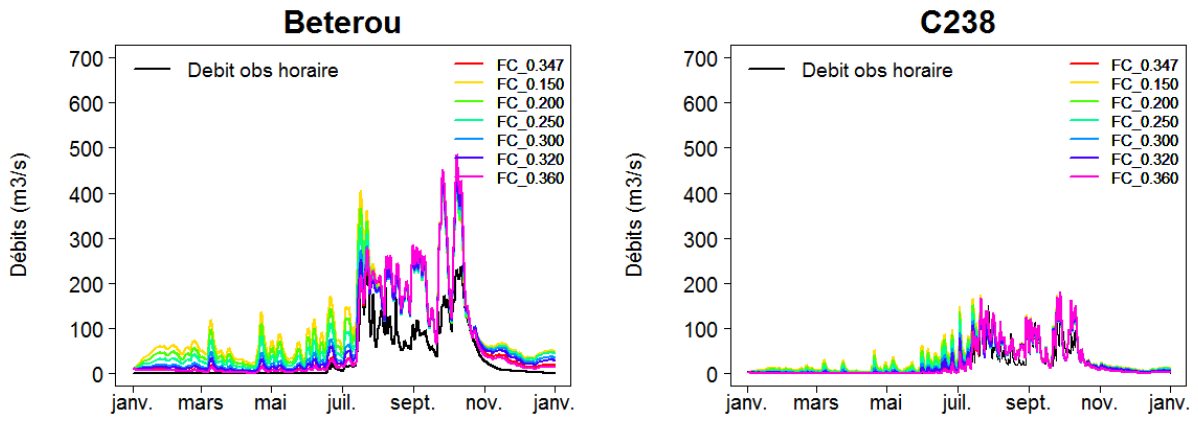 Beterou
Débits (m3/s)
700
600
500
400
300
200
100
0
Debit obs horaire
FC_0.347
FC_0.150
FC_0.200
FC_0.250
FC_0.300
FC_0.320
FC_0.360
janv. mars mai juil. sept. nov. janv.
C238
Débits (m3/s)
700
600
500
400
300
200
100
0
Debit obs horaire
FC_0.347
FC_0.150
FC_0.200
FC_0.250
FC_0.300
FC_0.320
FC_0.360
janv. mars mai juil. sept. nov. janv.